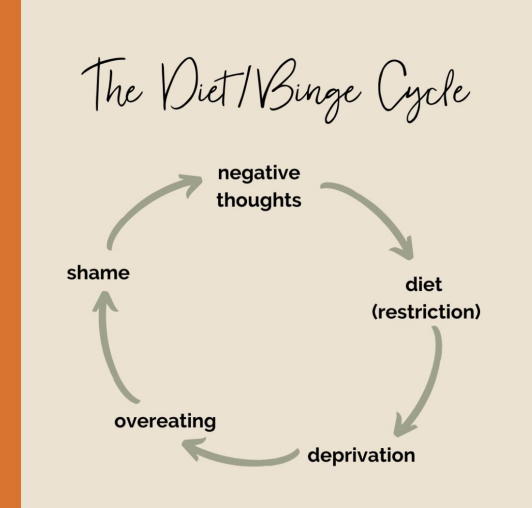 The Diet/Binge Cycle
negative
thoughts
diet
(restriction)
deprivation
overeating
shame